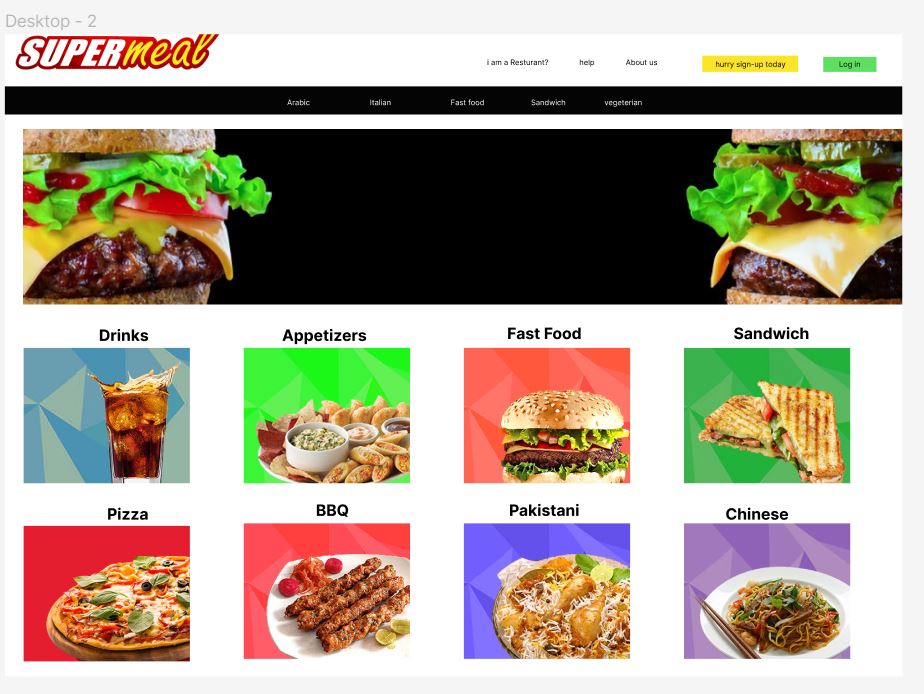 Desktop - 2
SUPERmeal
i am a Resturant? help About us hurry sign-up today Log in
Arabic Italian Fast food Sandwich vegeterian
Drinks Appetizers Fast Food Sandwich
Pizza BBQ Pakistani Chinese